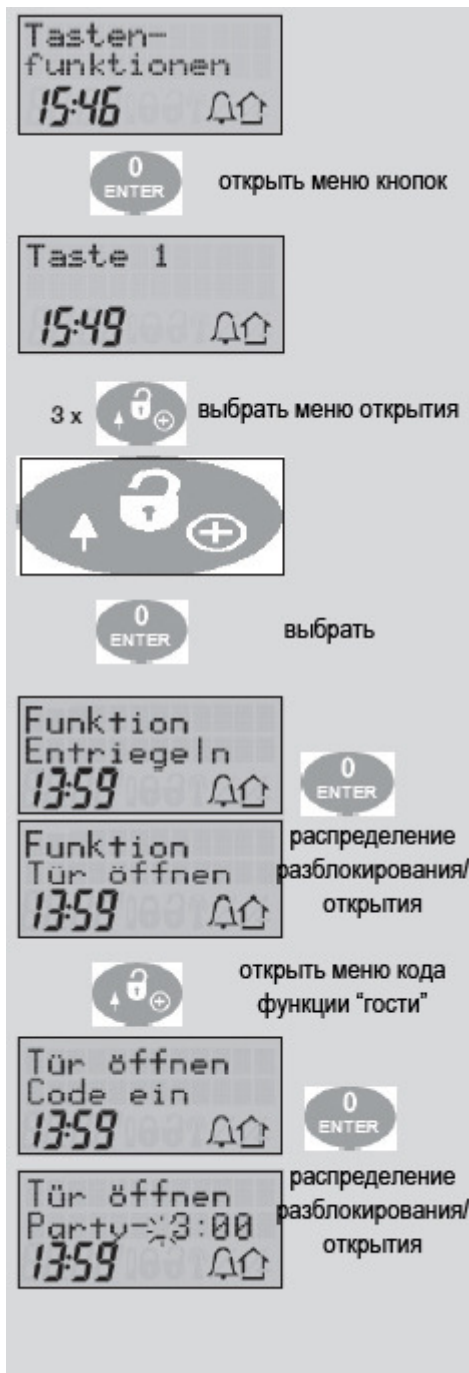 Tasten-
funktionen
15:46
0
ENTER
открыть меню кнопок
Taste 1
15:49
3 x
выбрать меню открытия
0
ENTER
выбрать
Funktion
Entriegeln
13:59
0
ENTER
Funktion
Tür öffnen
13:59
распределение
разблокирования/
открытия
открыть меню кода
функции “гости”
Tür öffnen
Code ein
13:59
0
ENTER
Tür öffnen
Party-3:00
13:59
распределение
разблокирования/
открытия